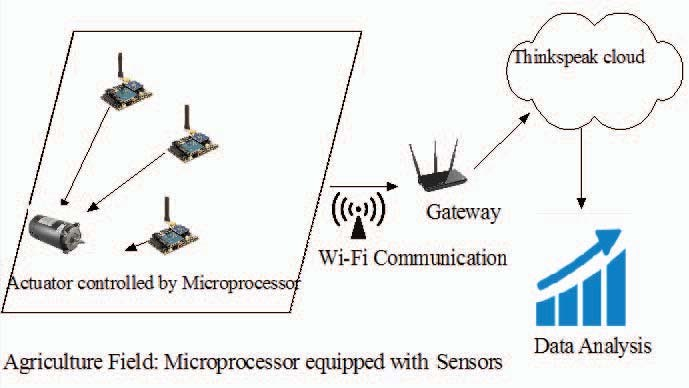 Thinkspeak cloud
Gateway
Wi-Fi Communication
Actuator controlled by Microprocessor
Data Analysis
Agriculture Field: Microprocessor equipped with Sensors